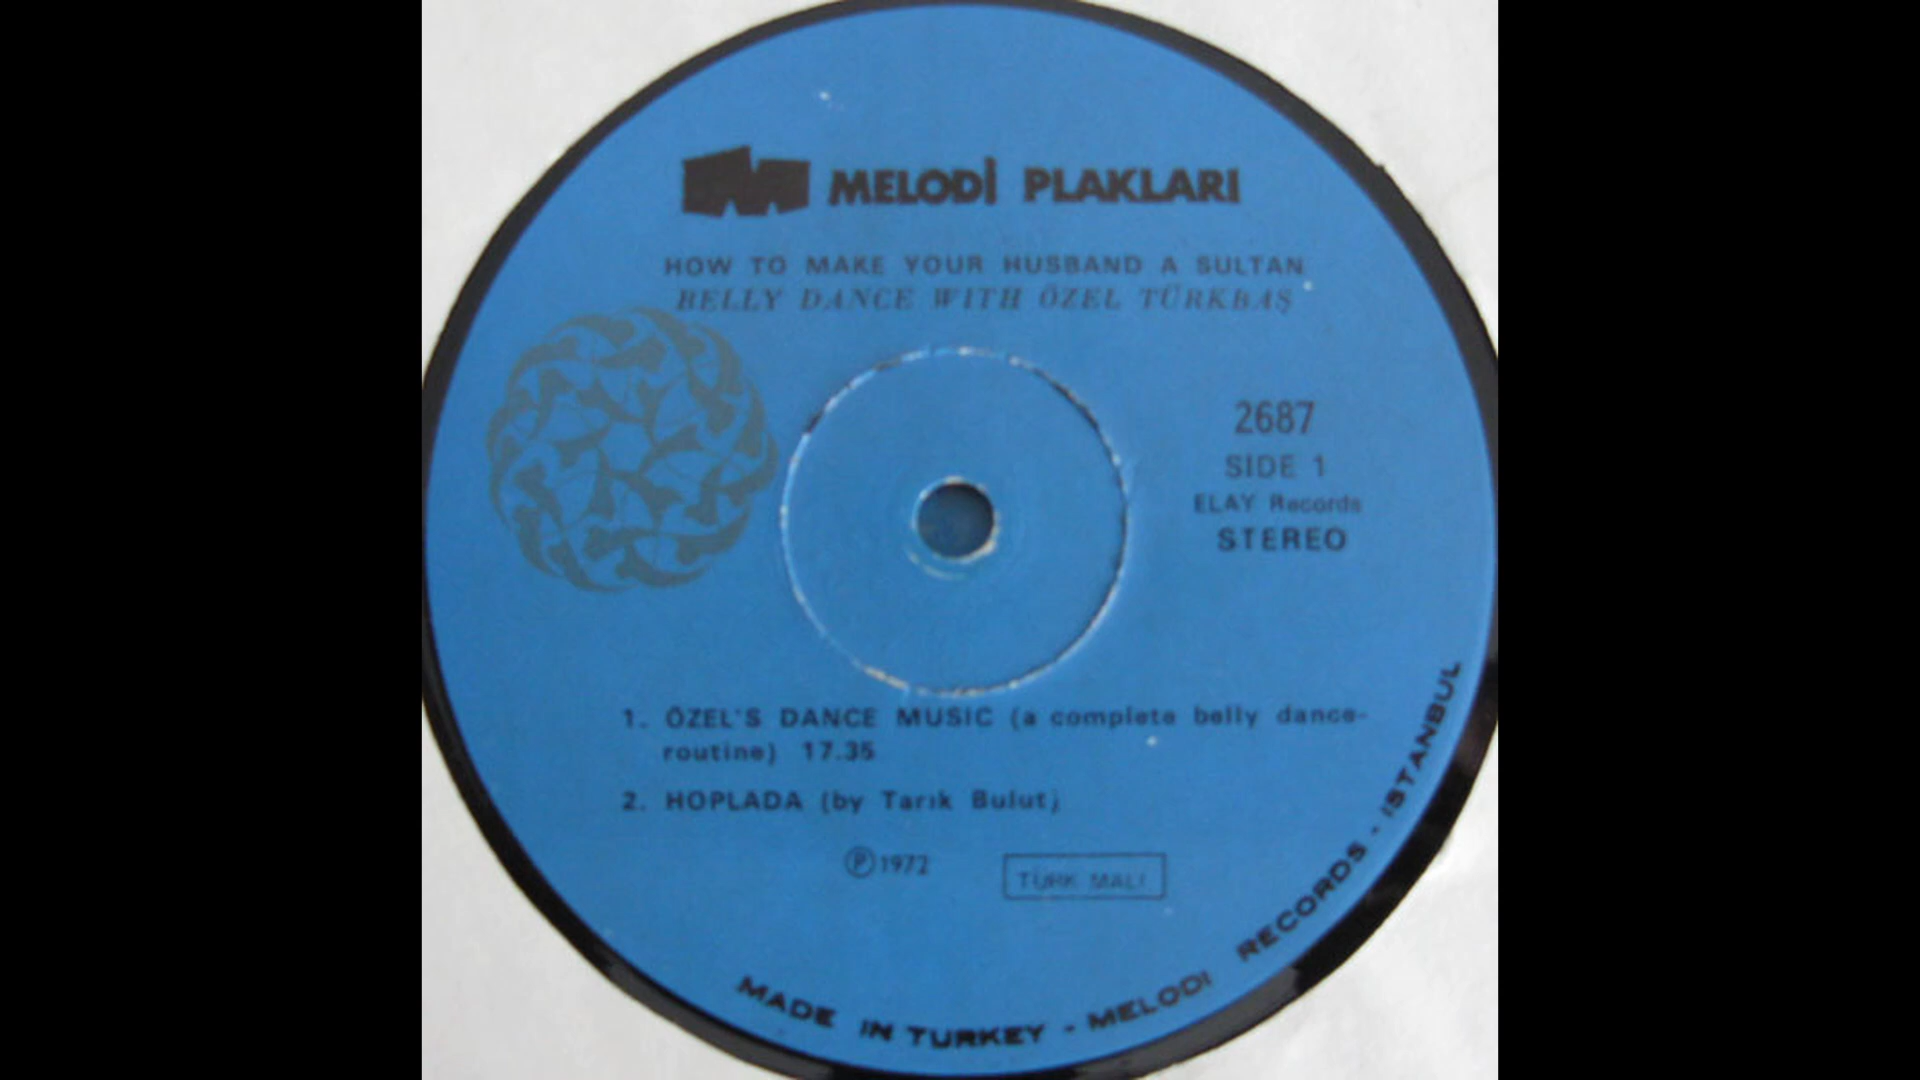 MELODİ PLAKLARI
HOW TO MAKE YOUR HUSBAND A SULTAN
BELLY DANCE WITH ÖZEL TÜRKBAŞ
2687
SIDE 1
ELAY Records
STEREO
1. ÖZEL'S DANCE MUSIC (a complete belly dance-
routine) 17.35
2. HOPLADA (by Tarık Bulut)
Ⓟ 1972
TÜRK MALI
MADE IN TURKEY - MELODI RECORDS - ISTANBUL